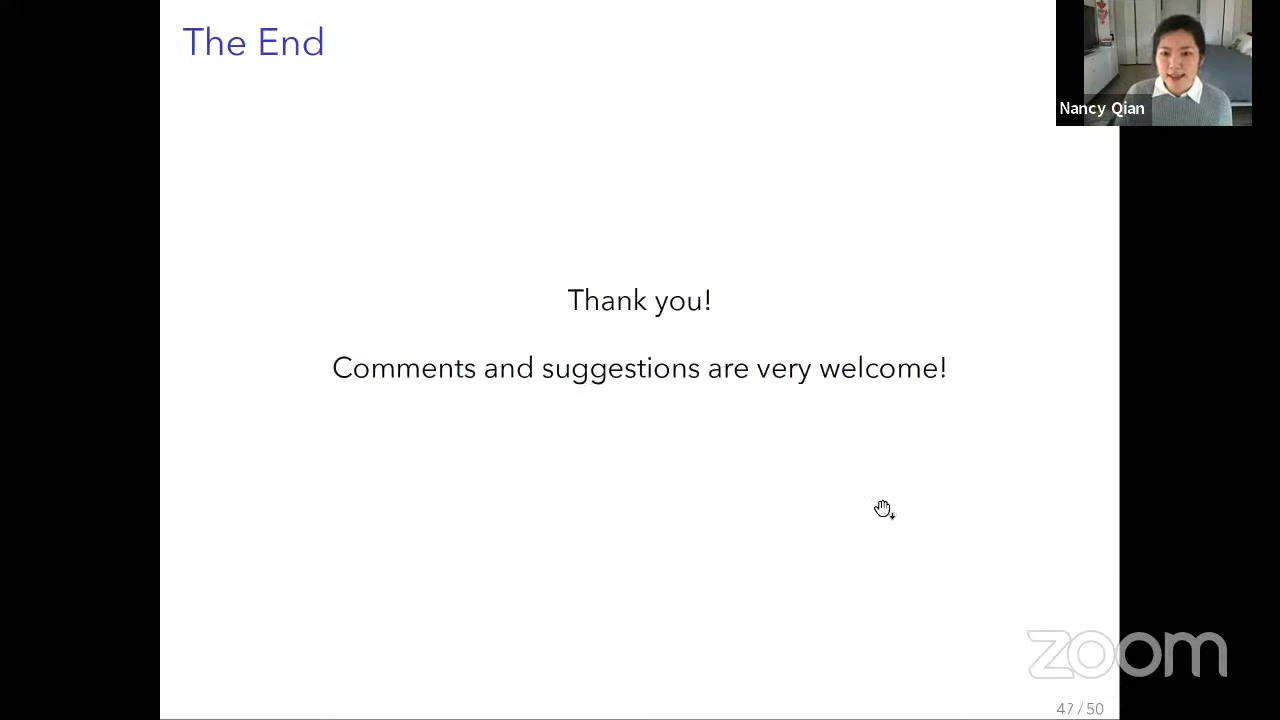 The End
Nancy Qian
Thank you!
Comments and suggestions are very welcome!
zoom
47 / 50